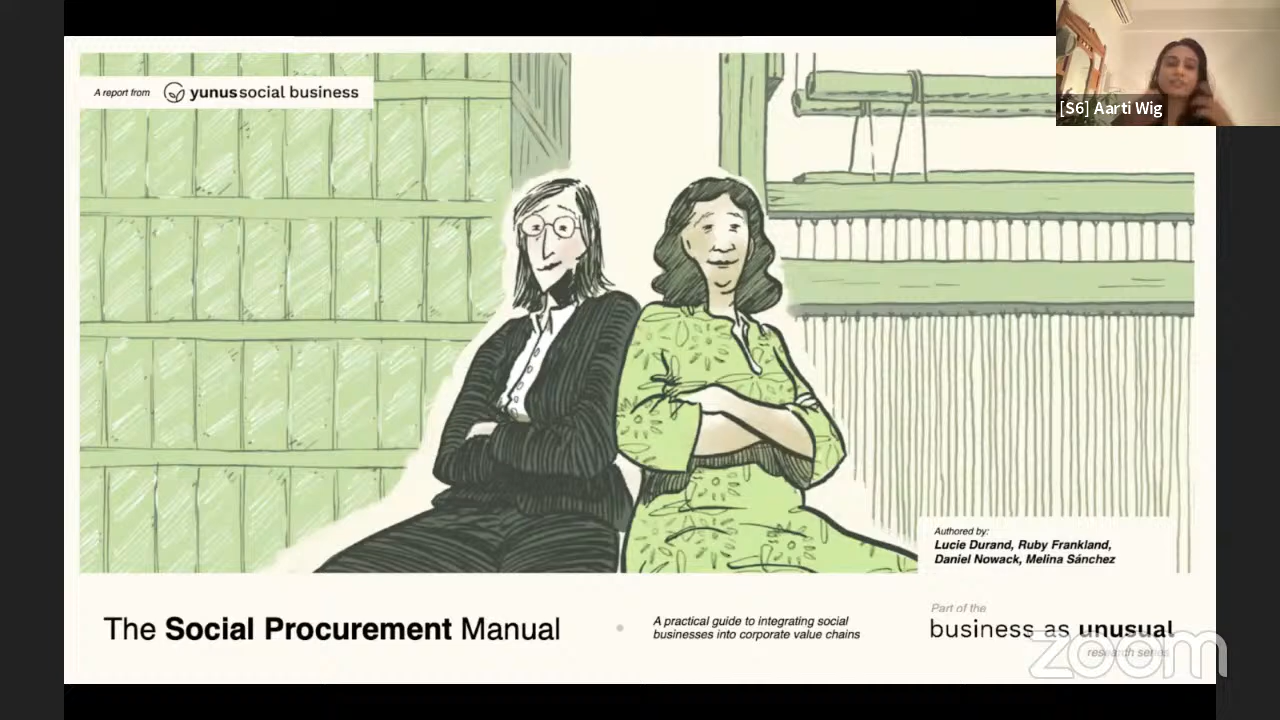 A report from yunus social business
[S6] Aarti Wig
Authored by:
Lucie Durand, Ruby Frankland,
Daniel Nowack, Melina Sánchez
The Social Procurement Manual
A practical guide to integrating social
businesses into corporate value chains
Part of the
business as unusual
research series
zoom